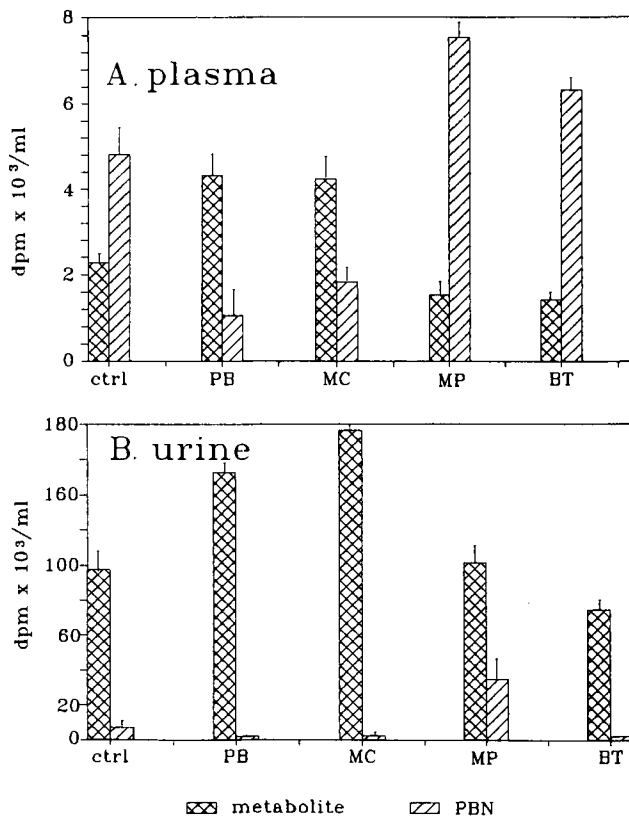 8
A. plasma
6
4
2
0
dpm x 10³/ml
ctrl PB MC MP BT
180
B. urine
160
100
60
20
0
dpm x 10³/ml
ctrl PB MC MP BT
metabolite PBN